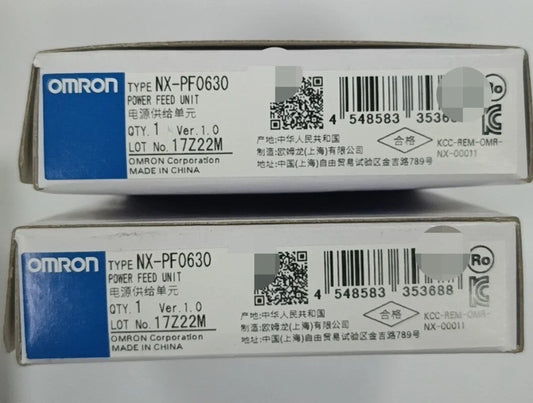 OMRON
TYPE NX-PF0630
POWER FEED UNIT
电源供给单元
QTY. 1 Ver.1.0
LOT No. 17Z22M
OMRON Corporation
MADE IN CHINA
4 548583 353688
产地:中华人民共和国
制造:欧姆龙(上海)有限公司
地址:中国(上海)自由贸易试验区金吉路789号
合格
Ro
KCC-REM-OMR-
NX-00011
OMRON
TYPE NX-PF0630
POWER FEED UNIT
电源供给单元
QTY. 1 Ver.1.0
LOT No. 17Z22M
OMRON Corporation
MADE IN CHINA
4 548583 353688
产地:中华人民共和国
制造:欧姆龙(上海)有限公司
地址:中国(上海)自由贸易试验区金吉路789号
合格
Ro
KCC-REM-OMR-
NX-00011